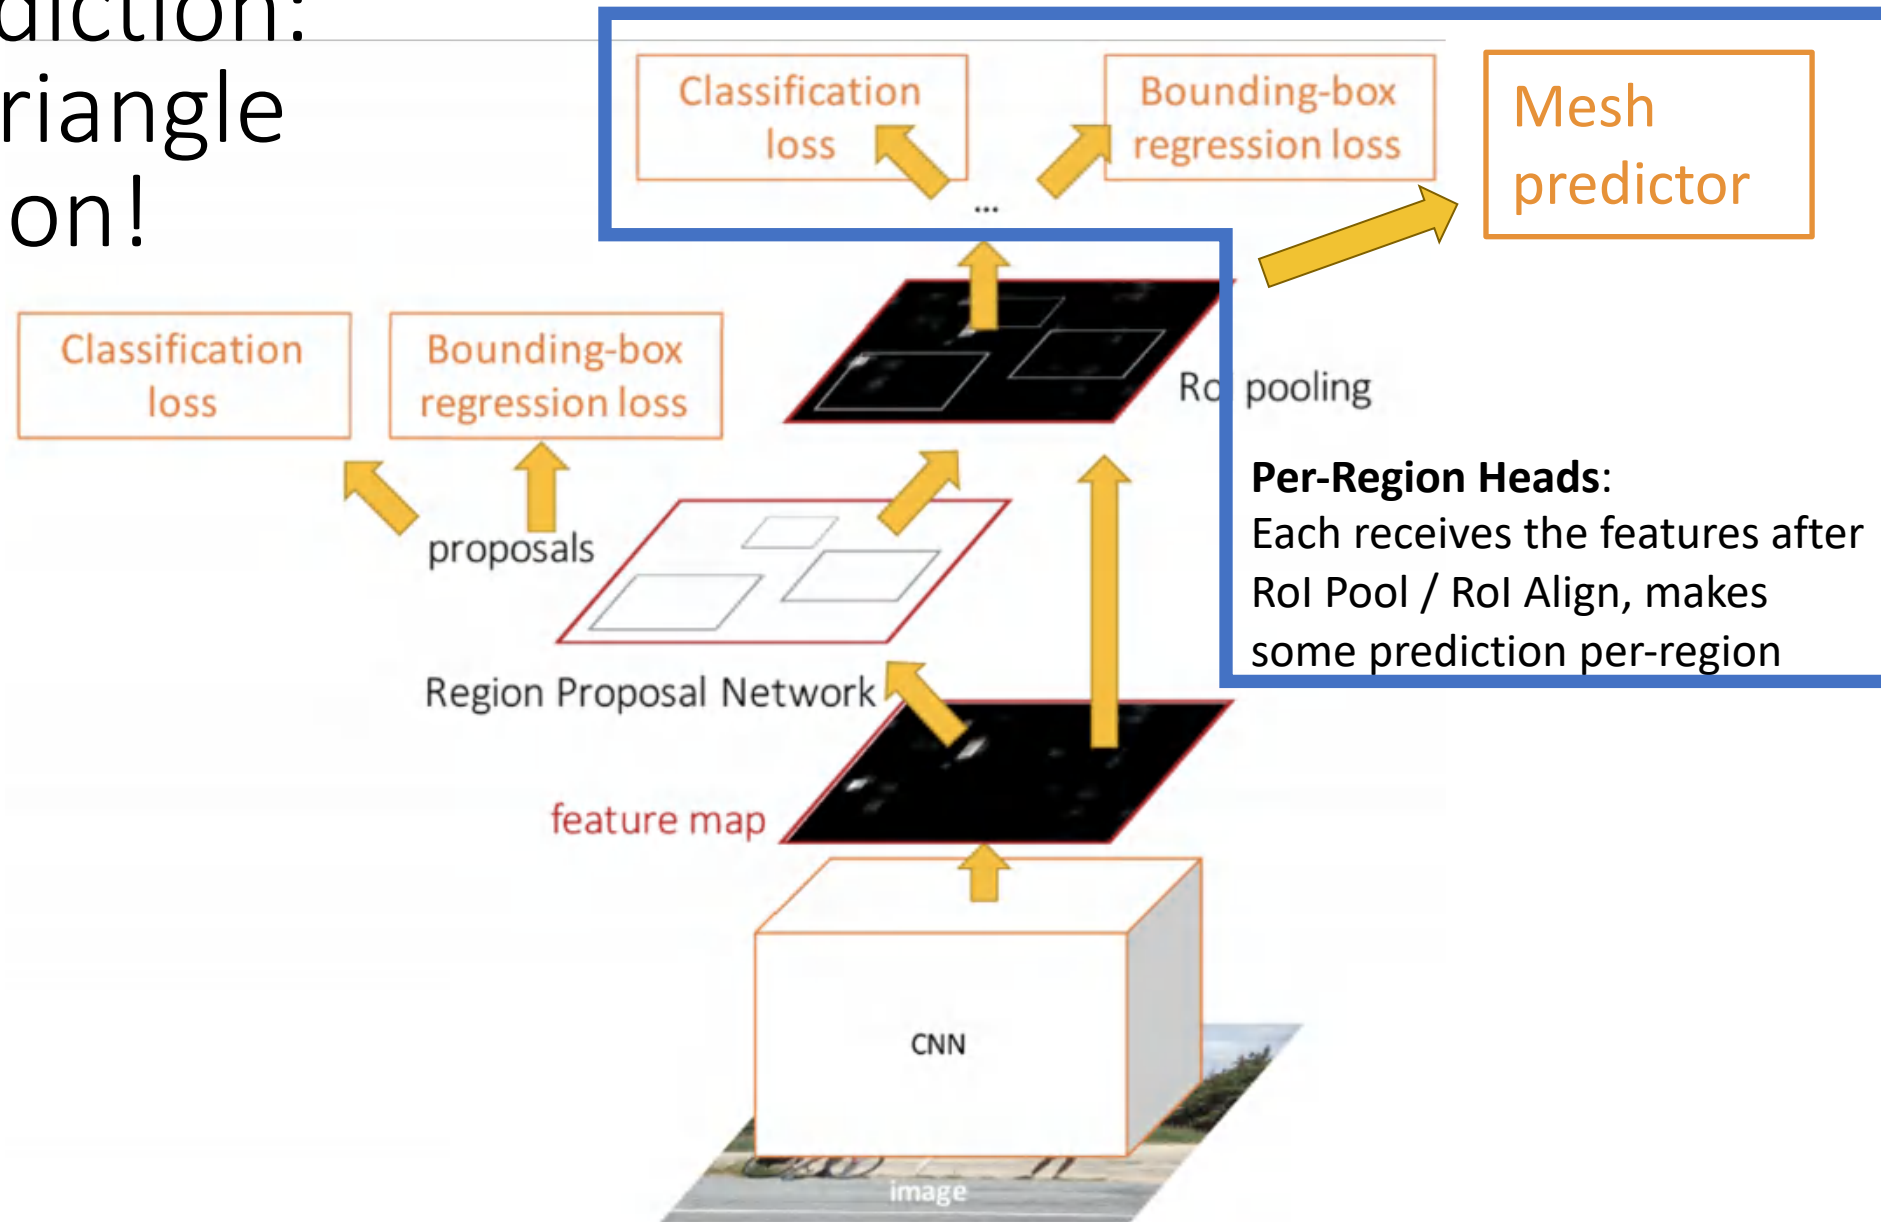 diction:
riangle
on!
Classification
loss
Bounding-box
regression loss
Mesh
predictor
...
Classification
loss
Bounding-box
regression loss
RoI pooling
Per-Region Heads:
Each receives the features after
RoI Pool / RoI Align, makes
some prediction per-region
proposals
Region Proposal Network
feature map
CNN
image